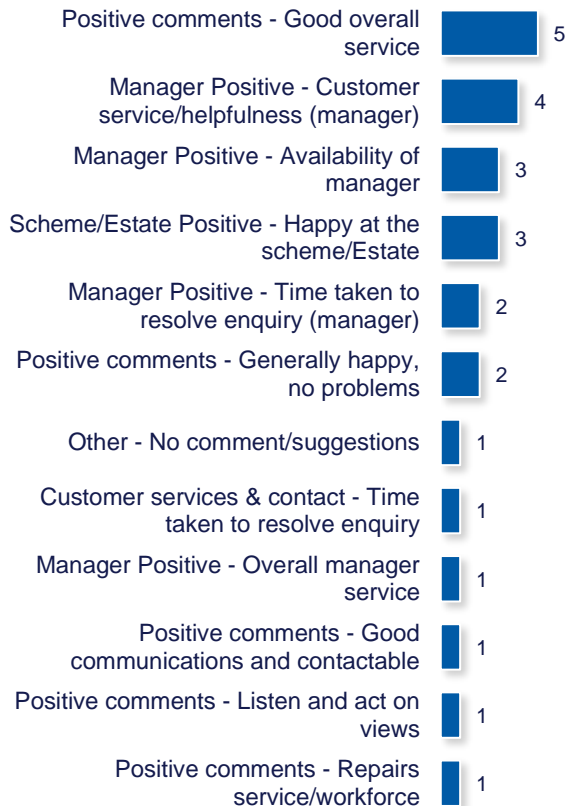 Positive comments - Good overall
service
5
Manager Positive - Customer
service/helpfulness (manager)
4
Manager Positive - Availability of
manager
3
Scheme/Estate Positive - Happy at the
scheme/Estate
3
Manager Positive - Time taken to
resolve enquiry (manager)
2
Positive comments - Generally happy,
no problems
2
Other - No comment/suggestions
1
Customer services & contact - Time
taken to resolve enquiry
1
Manager Positive - Overall manager
service
1
Positive comments - Good
communications and contactable
1
Positive comments - Listen and act on
views
1
Positive comments - Repairs
service/workforce
1